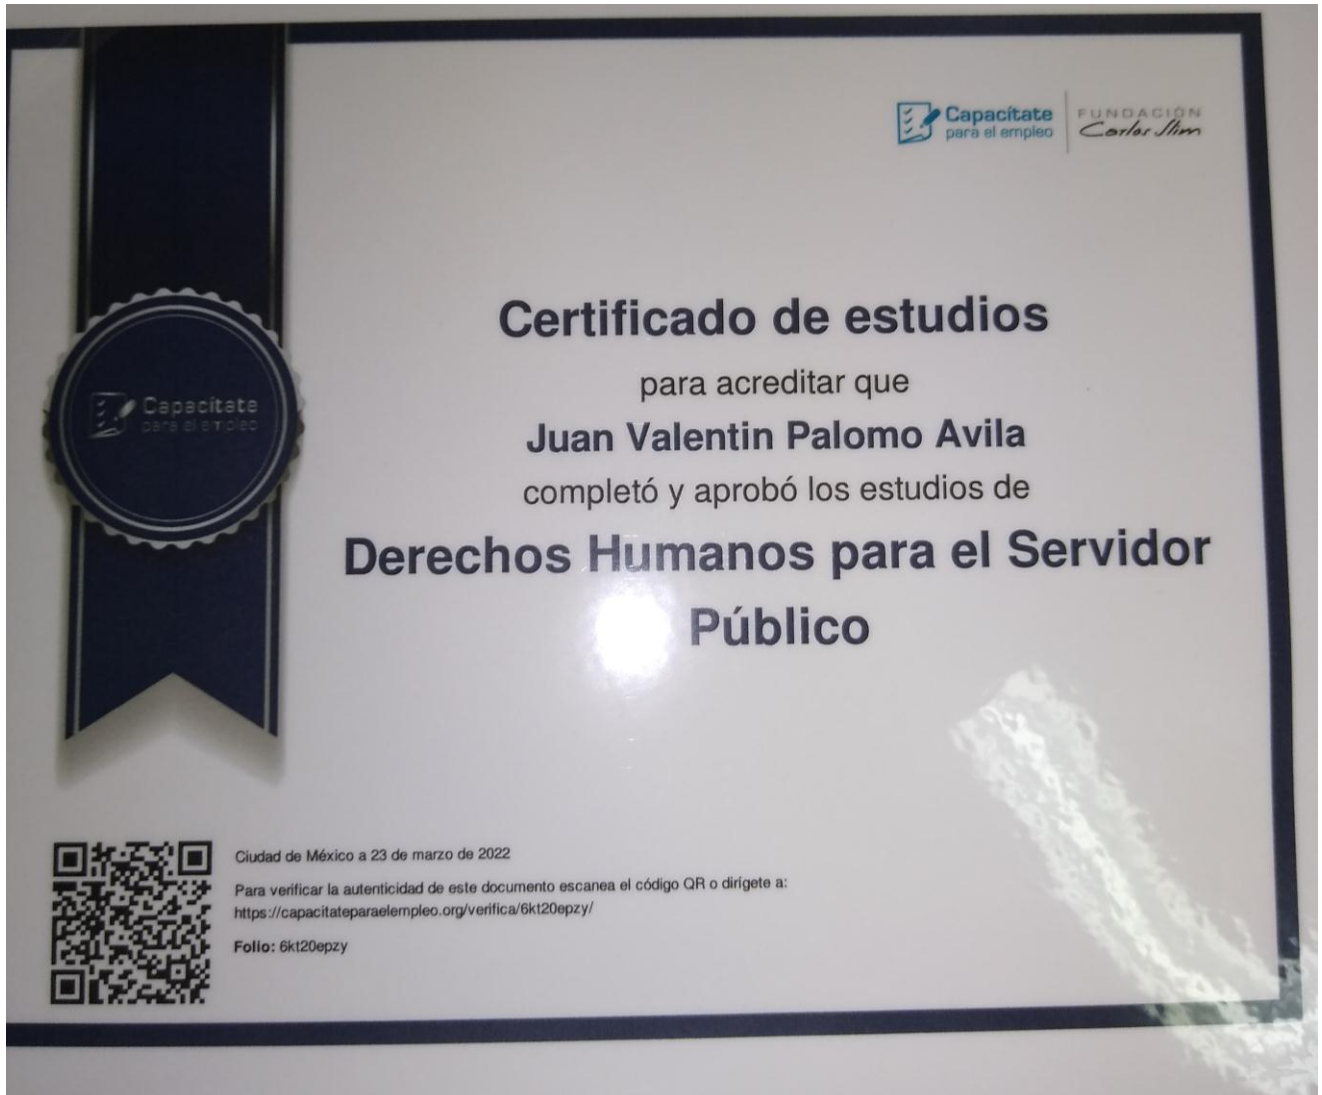 Capacítate
para el empleo
FUNDACIÓN
Carlos Slim
Certificado de estudios
para acreditar que
Juan Valentin Palomo Avila
completó y aprobó los estudios de
Derechos Humanos para el Servidor
Público
Capacítate
para el empleo
Ciudad de México a 23 de marzo de 2022
Para verificar la autenticidad de este documento escanea el código QR o dirígete a:
https://capacitateparaelempleo.org/verifica/6kt20epzy/
Folio: 6kt20epzy